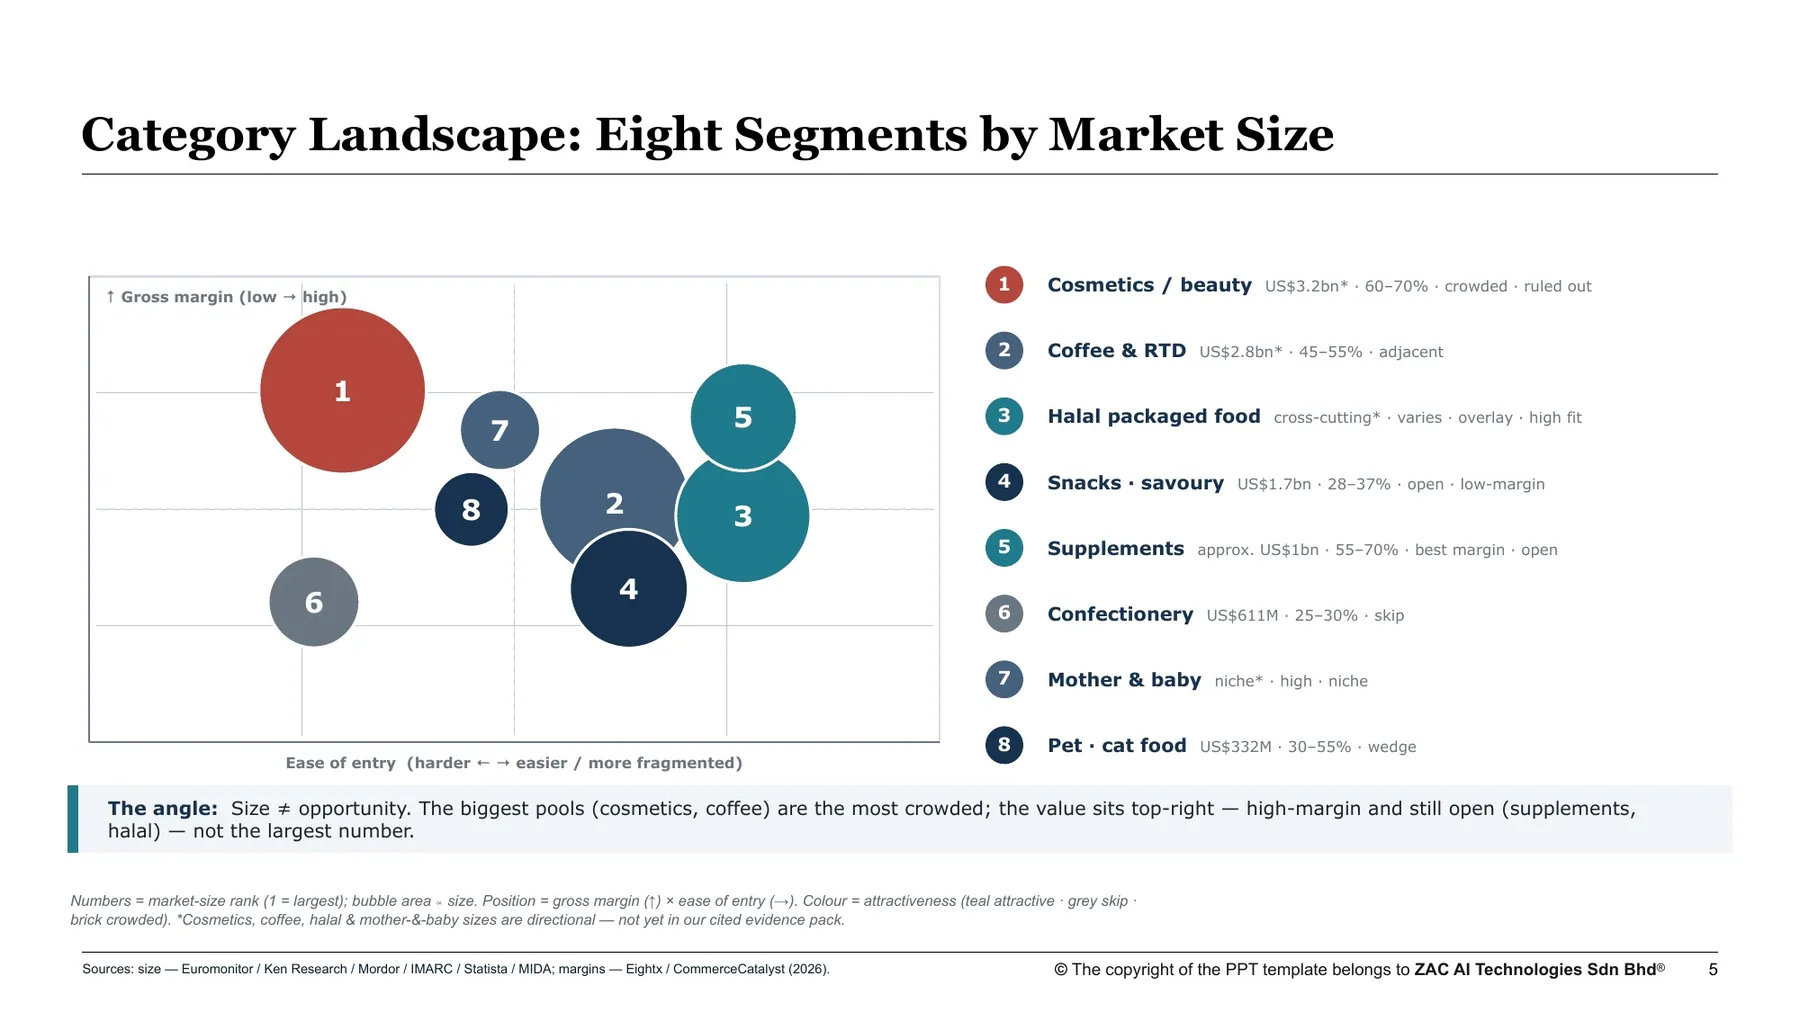 Category Landscape: Eight Segments by Market Size
↑ Gross margin (low → high)
1
7
5
2
8
3
4
6
Ease of entry (harder ← → easier / more fragmented)
1 Cosmetics / beauty US$3.2bn* · 60–70% · crowded · ruled out
2 Coffee & RTD US$2.8bn* · 45–55% · adjacent
3 Halal packaged food cross-cutting* · varies · overlay · high fit
4 Snacks · savoury US$1.7bn · 28–37% · open · low-margin
5 Supplements approx. US$1bn · 55–70% · best margin · open
6 Confectionery US$611M · 25–30% · skip
7 Mother & baby niche* · high · niche
8 Pet · cat food US$332M · 30–55% · wedge
The angle: Size ≠ opportunity. The biggest pools (cosmetics, coffee) are the most crowded; the value sits top-right — high-margin and still open (supplements,
halal) — not the largest number.
Numbers = market-size rank (1 = largest); bubble area ∝ size. Position = gross margin (↑) × ease of entry (→). Colour = attractiveness (teal attractive · grey skip ·
brick crowded). *Cosmetics, coffee, halal & mother-&-baby sizes are directional — not yet in our cited evidence pack.
Sources: size — Euromonitor / Ken Research / Mordor / IMARC / Statista / MIDA; margins — Eightx / CommerceCatalyst (2026).
© The copyright of the PPT template belongs to ZAC AI Technologies Sdn Bhd®
5